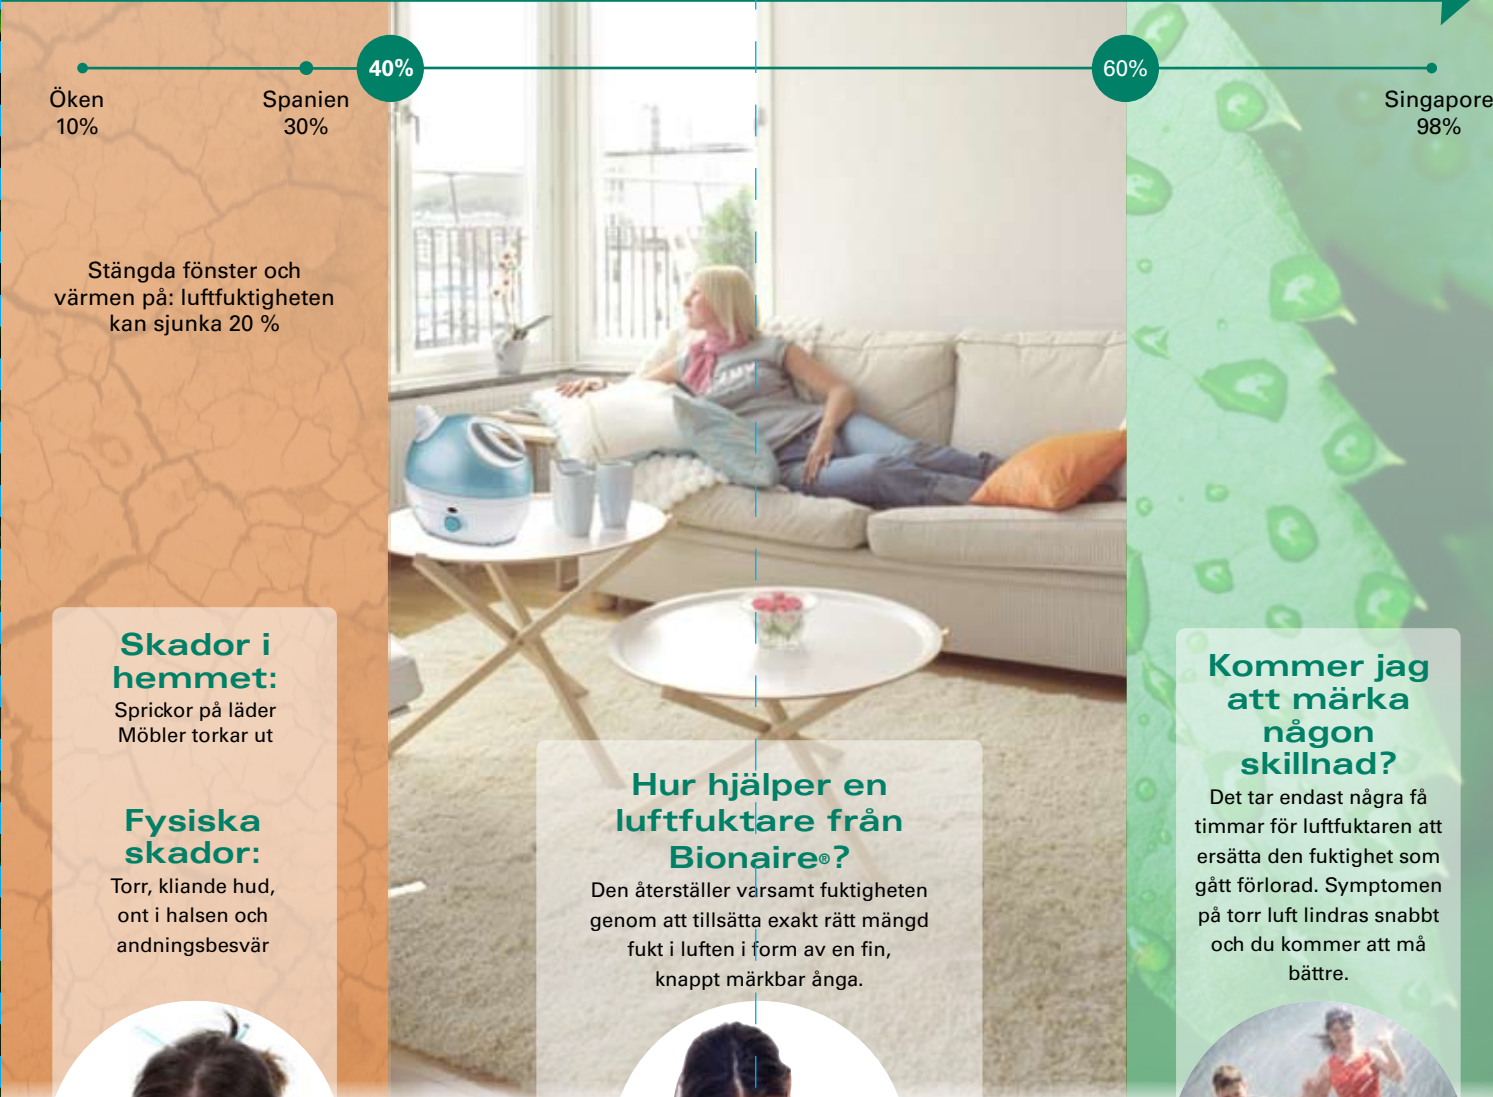 40%
60%
Öken
10%
Spanien
30%
Singapore
98%
Stängda fönster och
värmen på: luftfuktigheten
kan sjunka 20 %
Skador i
hemmet:
Sprickor på läder
Möbler torkar ut
Fysiska
skador:
Torr, kliande hud,
ont i halsen och
andningsbesvär
Hur hjälper en
luftfuktare från
Bionaire®?
Den återställer varsamt fuktigheten
genom att tillsätta exakt rätt mängd
fukt i luften i form av en fin,
knappt märkbar ånga.
Kommer jag
att märka
någon
skillnad?
Det tar endast några få
timmar för luftfuktaren att
ersätta den fuktighet som
gått förlorad. Symptomen
på torr luft lindras snabbt
och du kommer att må
bättre.